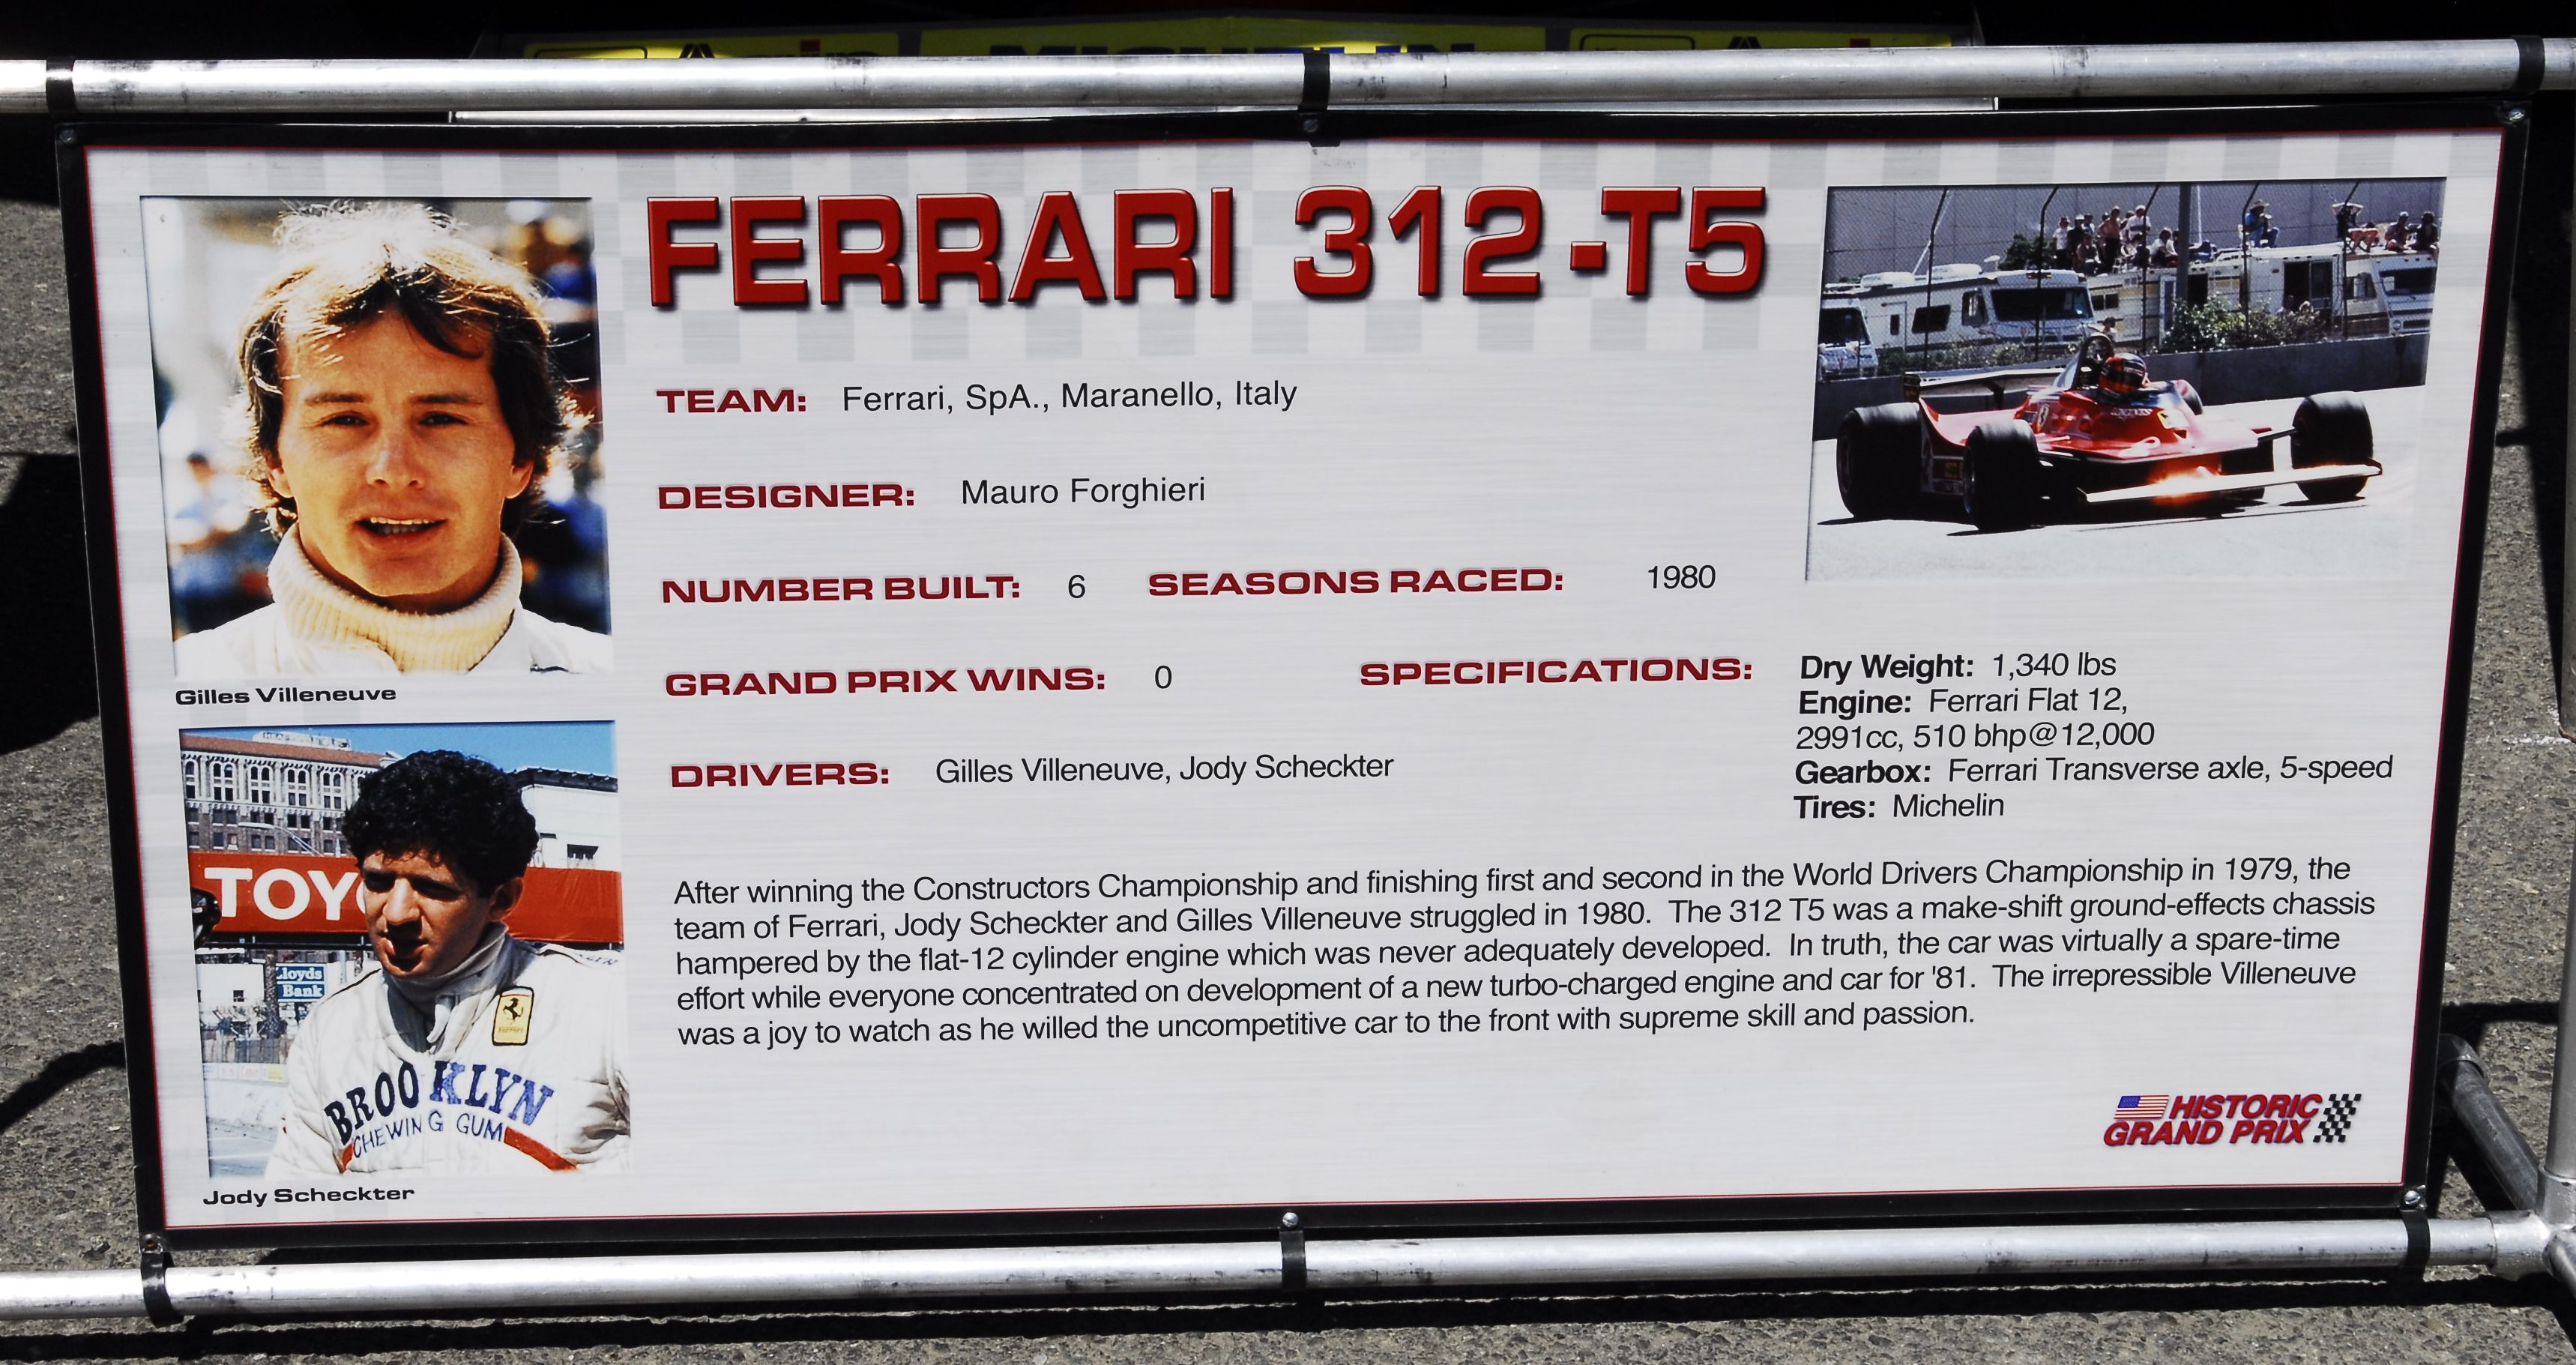 MICHELIN
FERRARI 312-T5
TEAM: Ferrari, SpA., Maranello, Italy
DESIGNER: Mauro Forghieri
NUMBER BUILT: 6 SEASONS RACED: 1980
GRAND PRIX WINS: 0 SPECIFICATIONS:
Dry Weight: 1,340 lbs
Engine: Ferrari Flat 12,
2991cc, 510 bhp@12,000
Gearbox: Ferrari Transverse axle, 5-speed
Tires: Michelin
DRIVERS: Gilles Villeneuve, Jody Scheckter
Gilles Villeneuve
After winning the Constructors Championship and finishing first and second in the World Drivers Championship in 1979, the
team of Ferrari, Jody Scheckter and Gilles Villeneuve struggled in 1980. The 312 T5 was a make-shift ground-effects chassis
hampered by the flat-12 cylinder engine which was never adequately developed. In truth, the car was virtually a spare-time
effort while everyone concentrated on development of a new turbo-charged engine and car for '81. The irrepressible Villeneuve
was a joy to watch as he willed the uncompetitive car to the front with supreme skill and passion.
TOYO
Lloyds
Bank
BROOKLYN
CHEWING GUM
Jody Scheckter
HISTORIC
GRAND PRIX